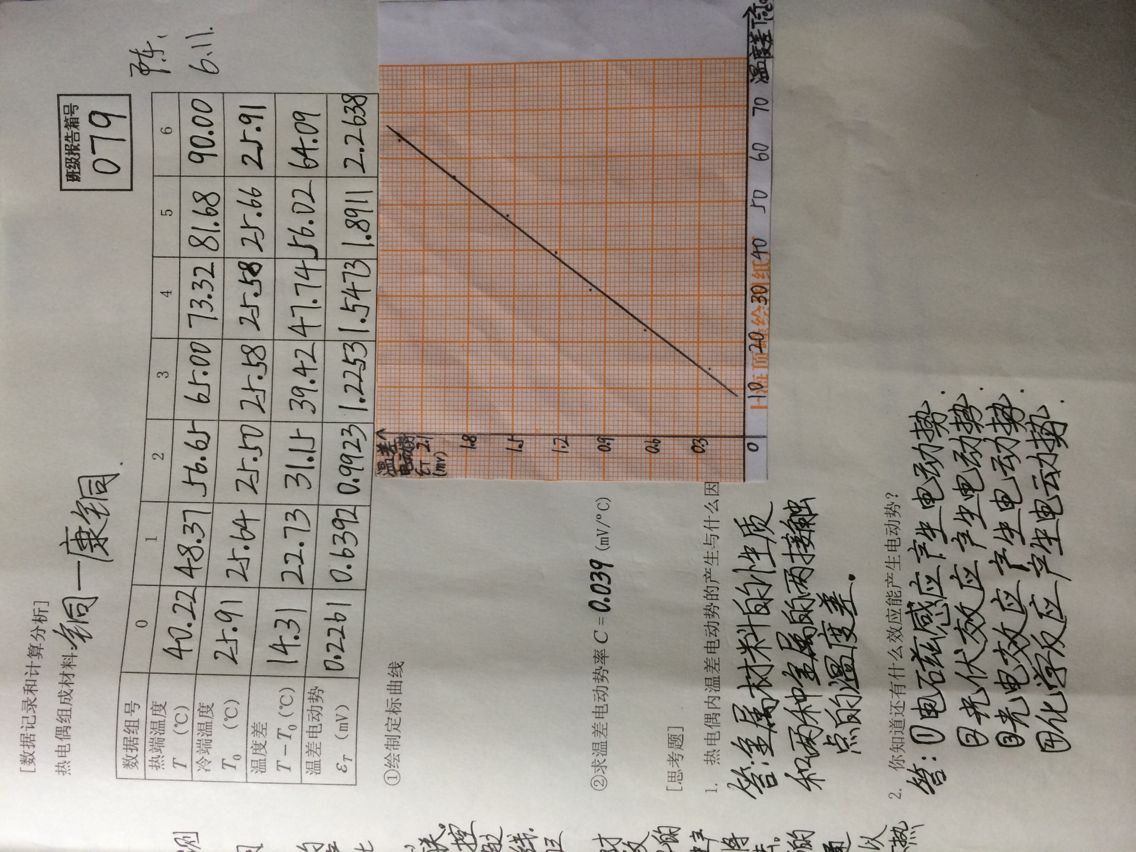 [数据记录和计算分析]
班级报告箱号
079
热电偶组成材料 铜—康铜.
6.11.
数据组号 0 1 2 3 4 5 6
热端温度 T (℃) 40.22 48.37 56.65 65.00 73.32 81.68 90.00
冷端温度 T₀ (℃) 25.91 25.64 25.50 25.58 25.58 25.66 25.91
温度差 T－T₀(℃) 14.31 22.73 31.15 39.42 47.74 56.02 64.09
温差电动势 ε_T (mV) 0.2261 0.6392 0.9923 1.2253 1.5473 1.8911 2.2638
①绘制定标曲线
温差
电动势
(mV)
2.1
1.8
1.5
1.2
0.9
0.6
0.3
0 10 20 30 40 50 60 70 温度差
②求温差电动势率 C = 0.039 (mV/℃)
[思考题]
1. 热电偶内温差电动势的产生与什么因
答:金属材料的性质
和两种金属的两接触
点的温度差。
2. 你知道还有什么效应能产生电动势?
答:①电磁感应产生电动势.
②光伏效应产生电动势
③光电效应产生电动势.
④化学反应产生电动势.